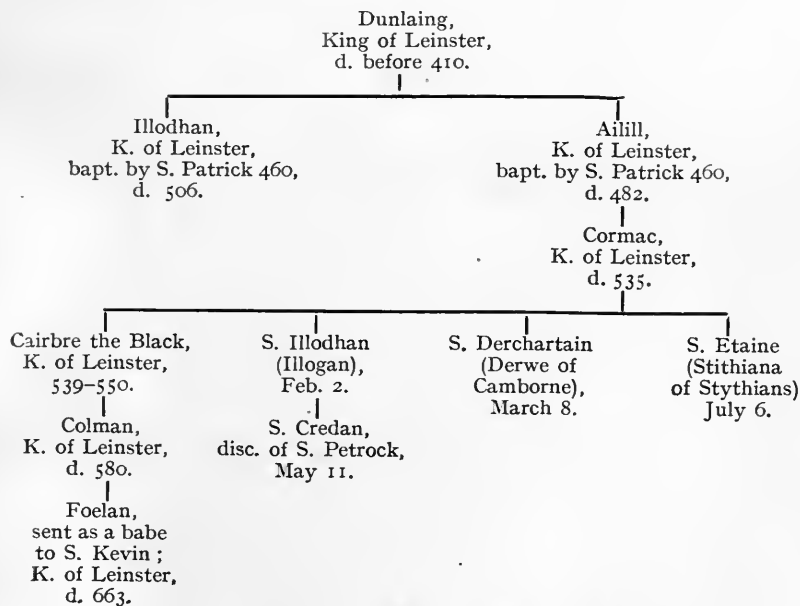 Dunlaing,
King of Leinster,
d. before 410.
Illodhan,
K. of Leinster,
bapt. by S. Patrick 460,
d. 506.
Ailill,
K. of Leinster,
bapt. by S. Patrick 460,
d. 482.
Cormac,
K. of Leinster,
d. 535.
Cairbre the Black,
K. of Leinster,
539–550.
Colman,
K. of Leinster,
d. 580.
Foelan,
sent as a babe
to S. Kevin ;
K. of Leinster,
d. 663.
S. Illodhan
(Illogan),
Feb. 2.
S. Credan,
disc. of S. Petrock,
May 11.
S. Derchartain
(Derwe of
Camborne),
March 8.
S. Etaine
(Stithiana
of Stythians)
July 6.